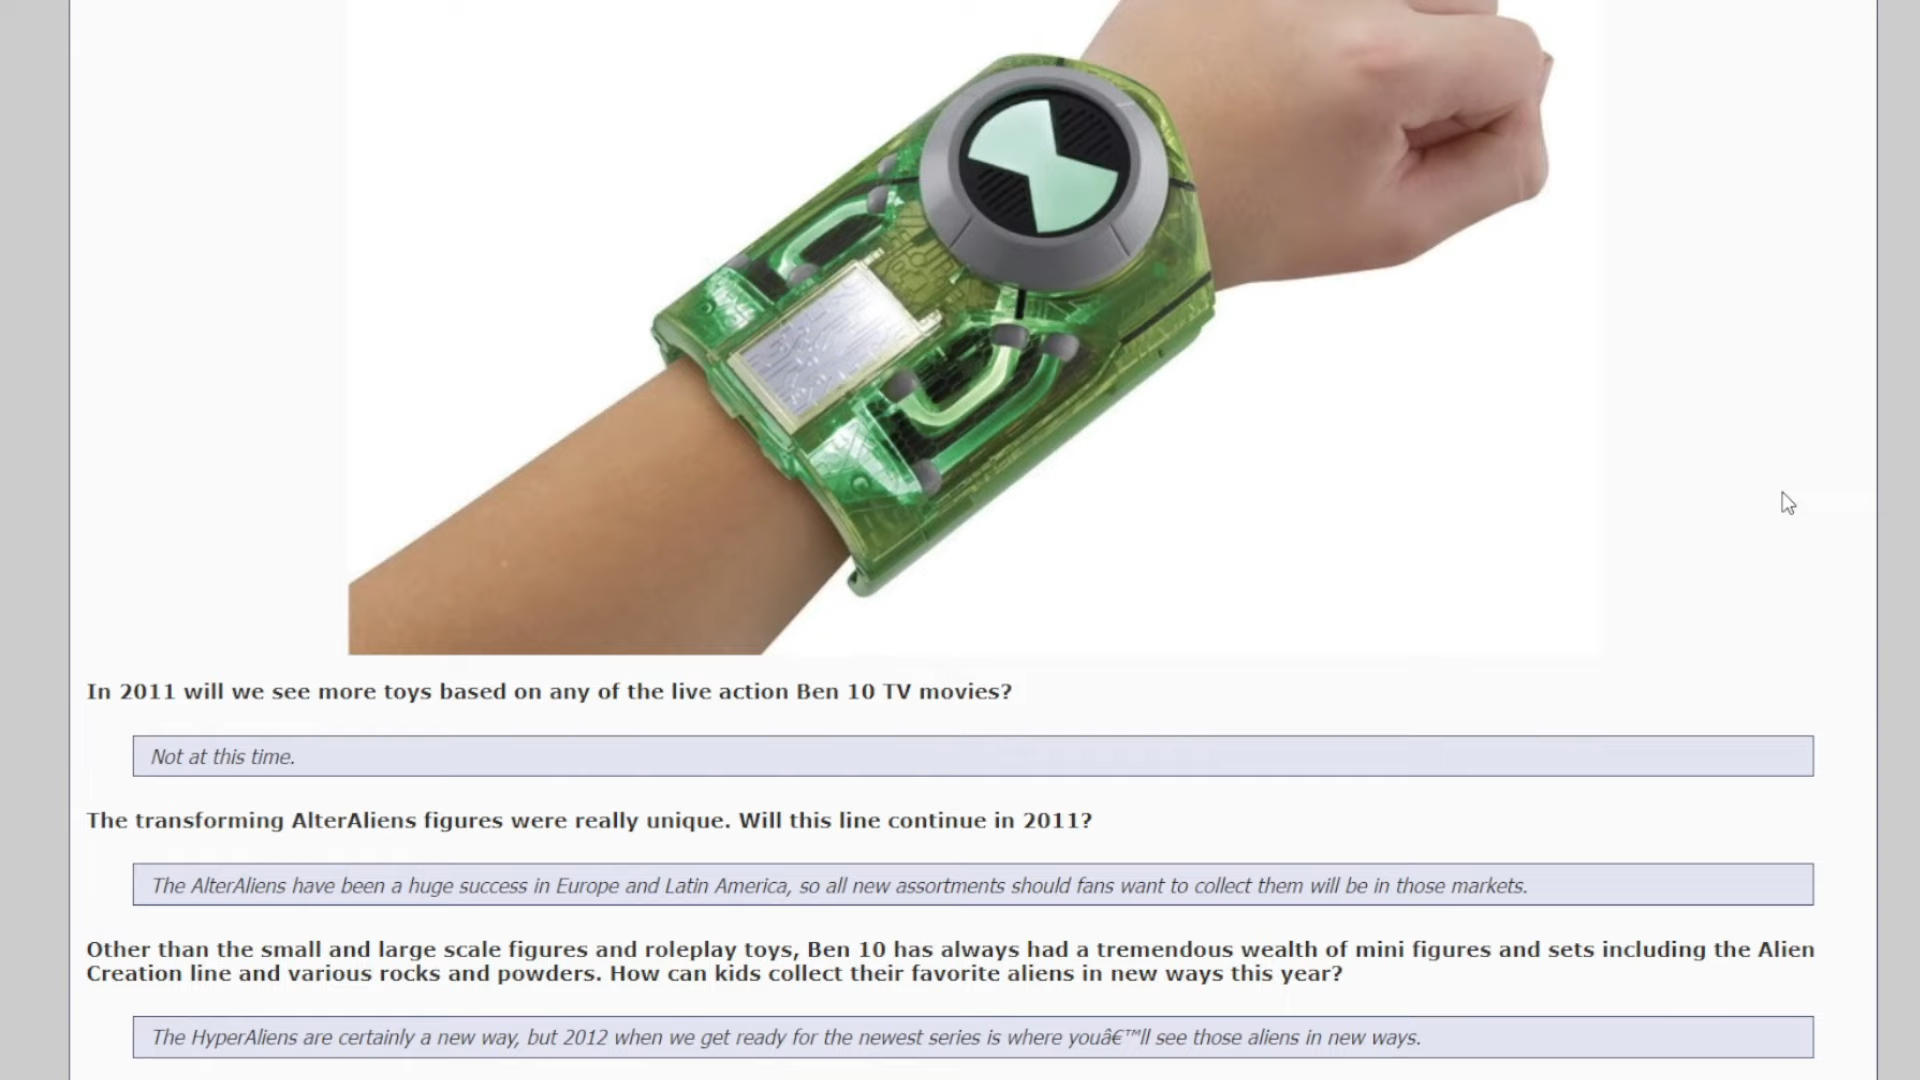 In 2011 will we see more toys based on any of the live action Ben 10 TV movies?
Not at this time.
The transforming AlterAliens figures were really unique. Will this line continue in 2011?
The AlterAliens have been a huge success in Europe and Latin America, so all new assortments should fans want to collect them will be in those markets.
Other than the small and large scale figures and roleplay toys, Ben 10 has always had a tremendous wealth of mini figures and sets including the Alien
Creation line and various rocks and powders. How can kids collect their favorite aliens in new ways this year?
The HyperAliens are certainly a new way, but 2012 when we get ready for the newest series is where youâ€™ll see those aliens in new ways.